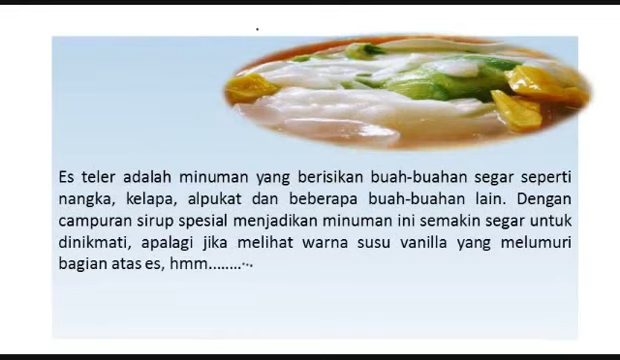 Es teler adalah minuman yang berisikan buah-buahan segar seperti
nangka, kelapa, alpukat dan beberapa buah-buahan lain. Dengan
campuran sirup spesial menjadikan minuman ini semakin segar untuk
dinikmati, apalagi jika melihat warna susu vanilla yang melumuri
bagian atas es, hmm...........